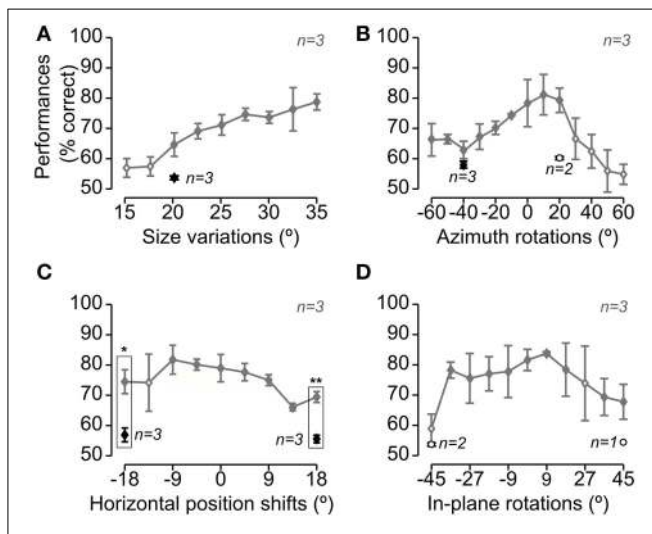 A
n=3
Performances
(% correct)
100
90
80
70
60
50
n=3
15
20
25
30
35
Size variations (º)
B
n=3
100
90
80
70
60
50
n=3
n=2
-60
-40
-20
0
20
40
60
Azimuth rotations (º)
C
n=3
100
90
80
70
60
50
*
n=3
**
n=3
-18
-9
0
9
18
Horizontal position shifts (º)
D
n=3
100
90
80
70
60
50
n=2
n=1
-45
-27
-9
9
27
45
In-plane rotations (º)